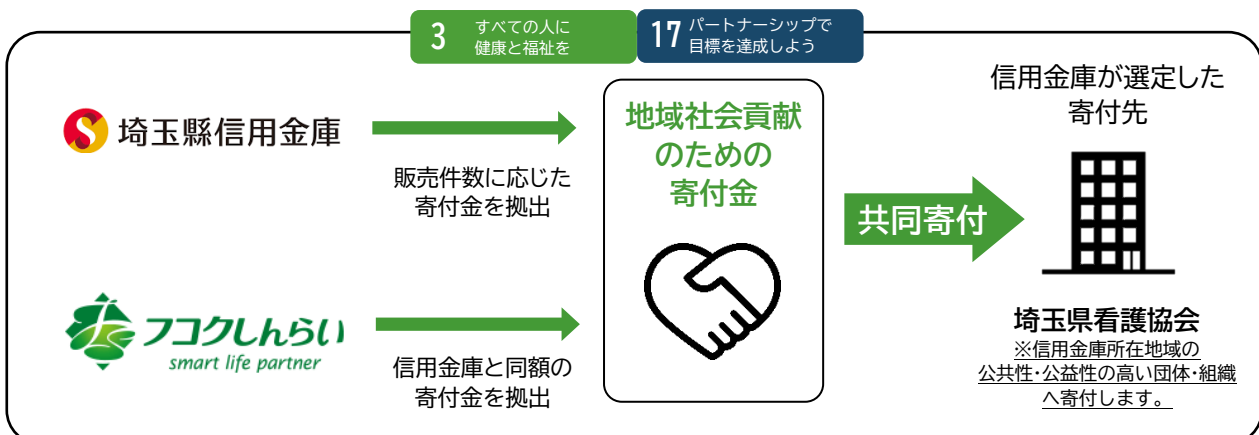 3
すべての人に
健康と福祉を
17
パートナーシップで
目標を達成しよう
埼玉縣信用金庫
販売件数に応じた
寄付金を拠出
フコクしんらい
smart life partner
信用金庫と同額の
寄付金を拠出
地域社会貢献
のための
寄付金
共同寄付
信用金庫が選定した
寄付先
埼玉県看護協会
※信用金庫所在地域の
公共性・公益性の高い団体・組織
へ寄付します。